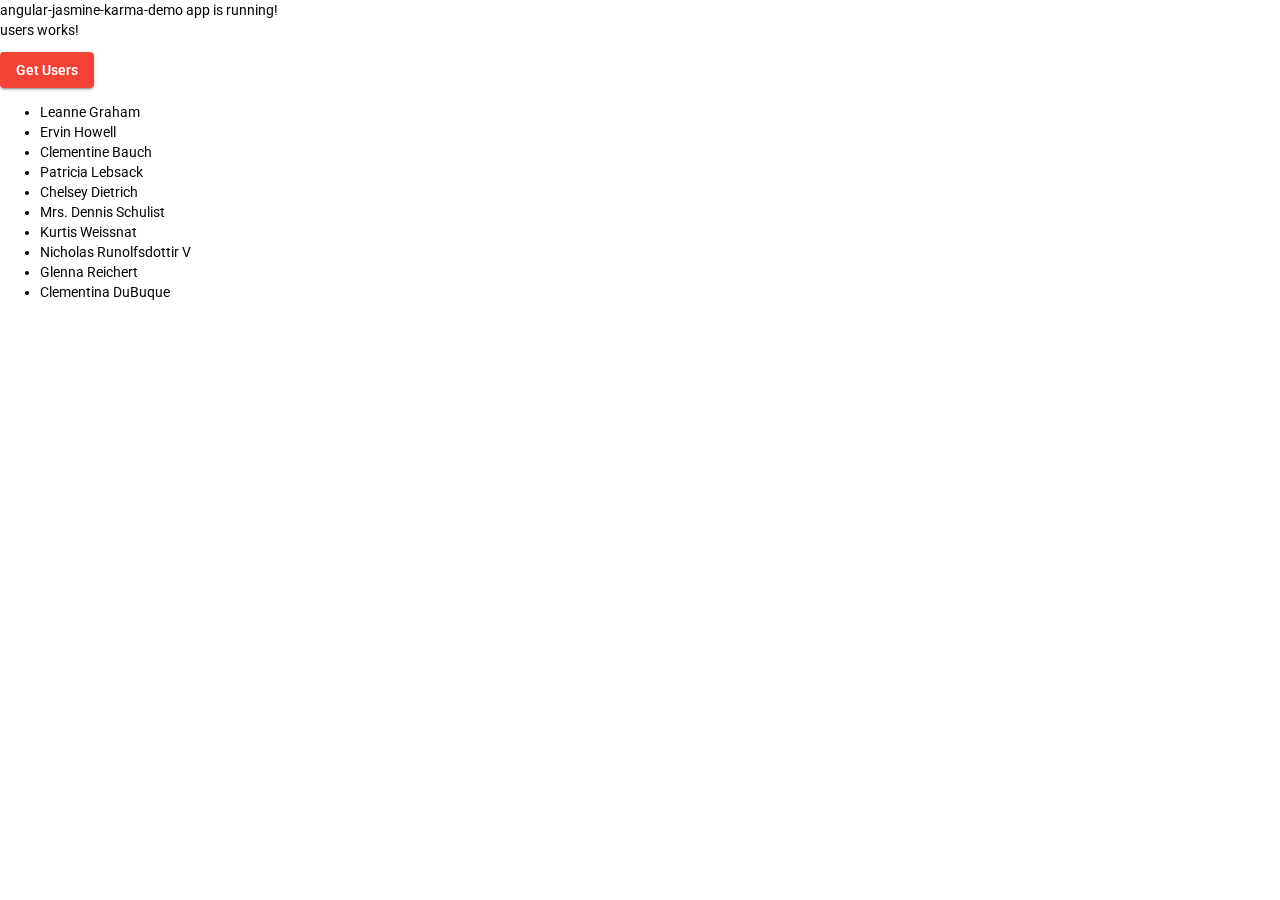 angular-jasmine-karma-demo app is running!
users works!
Get Users
Leanne Graham
Ervin Howell
Clementine Bauch
Patricia Lebsack
Chelsey Dietrich
Mrs. Dennis Schulist
Kurtis Weissnat
Nicholas Runolfsdottir V
Glenna Reichert
Clementina DuBuque